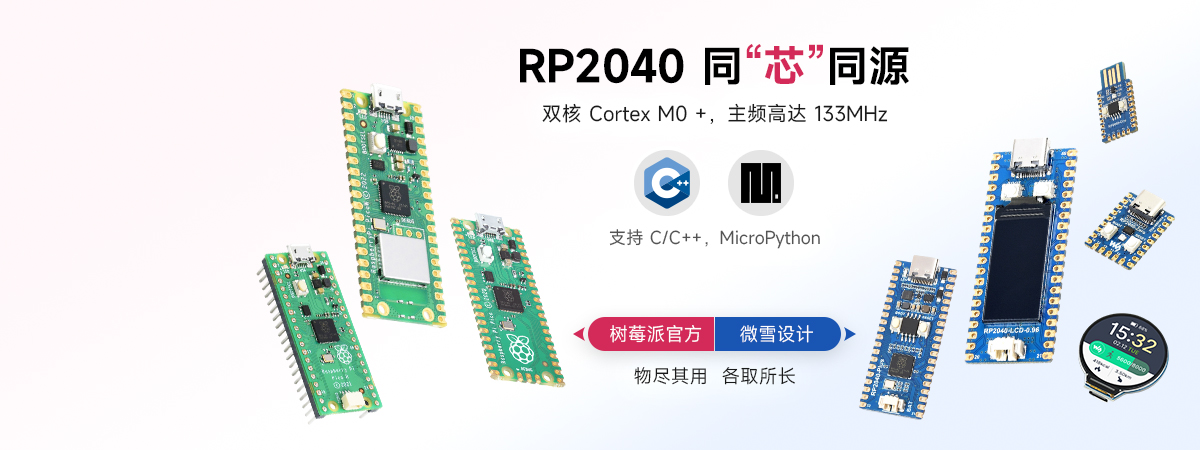 RP2040 同“芯”同源
双核 Cortex M0 +，主频高达 133MHz
C++
支持 C/C++，MicroPython
树莓派官方 微雪设计
物尽其用 各取所长
RP2040-LCD-0.96
RP2040-Plus
15:32